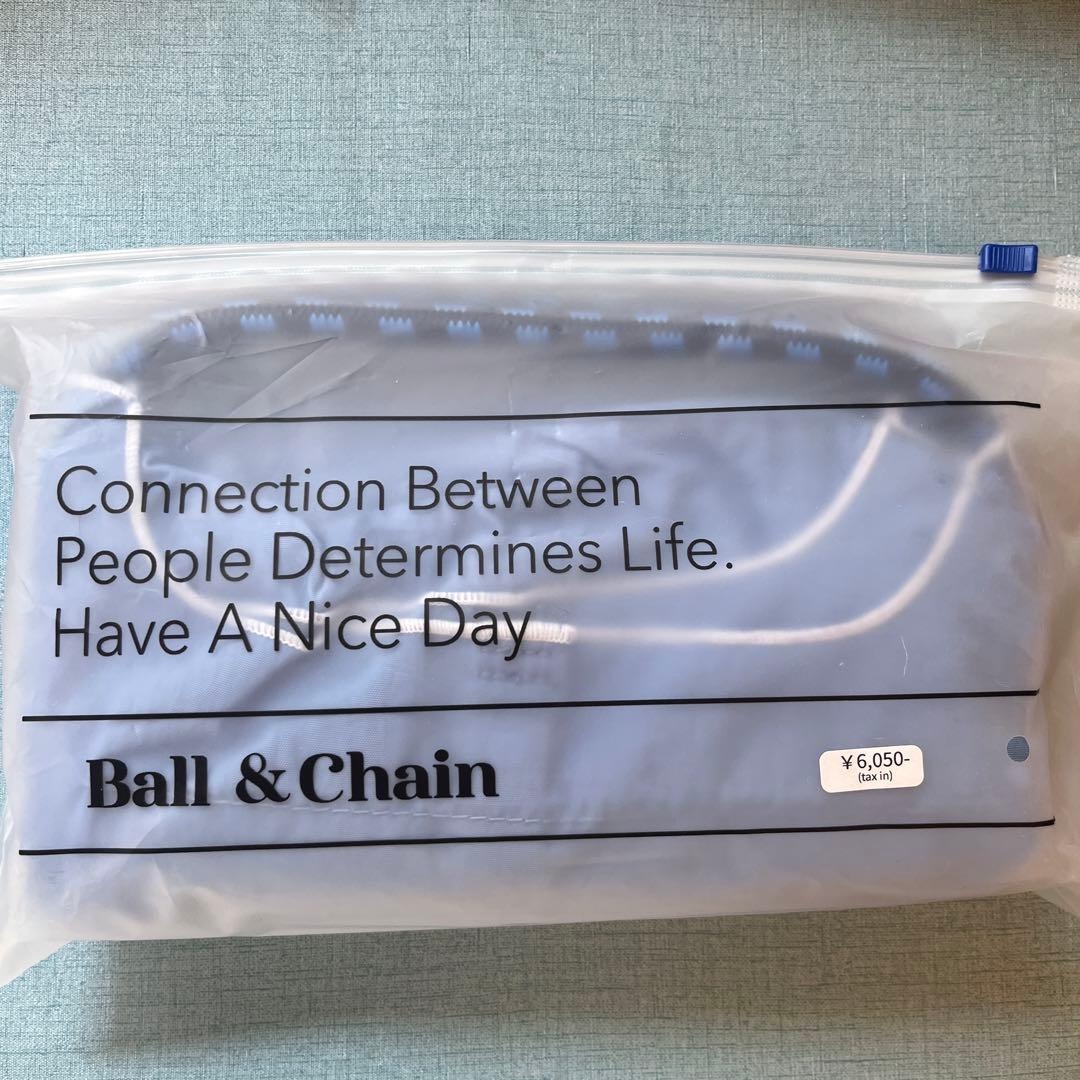 Connection Between
People Determines Life.
Have A Nice Day
Ball & Chain
¥6,050-
(tax in)